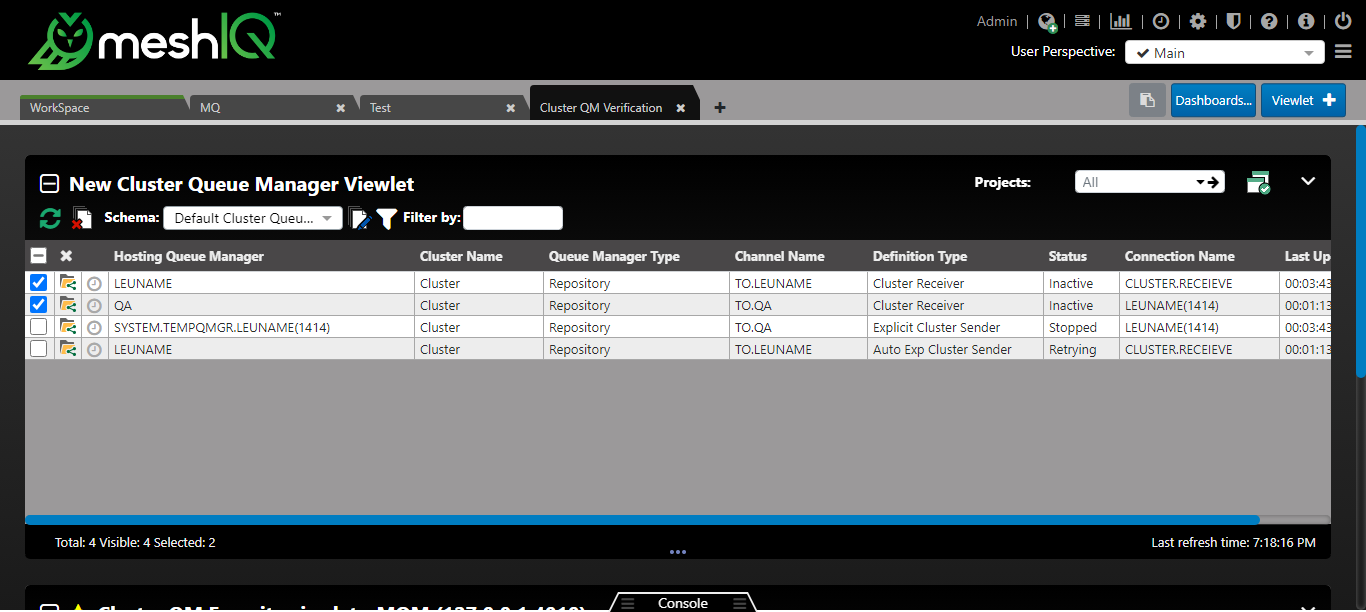 meshIQ™
Admin
User Perspective: Main
WorkSpace
MQ
Test
Cluster QM Verification
Dashboards...
Viewlet
New Cluster Queue Manager Viewlet
Projects: All
Schema: Default Cluster Queu... Filter by:
Hosting Queue Manager Cluster Name Queue Manager Type Channel Name Definition Type Status Connection Name Last Up
LEUNAME Cluster Repository TO.LEUNAME Cluster Receiver Inactive CLUSTER.RECEIEVE 00:03:43
QA Cluster Repository TO.QA Cluster Receiver Inactive LEUNAME(1414) 00:01:13
SYSTEM.TEMPQMGR.LEUNAME(1414) Cluster Repository TO.QA Explicit Cluster Sender Stopped LEUNAME(1414) 00:03:43
LEUNAME Cluster Repository TO.LEUNAME Auto Exp Cluster Sender Retrying CLUSTER.RECEIEVE 00:01:13
Total: 4 Visible: 4 Selected: 2
Last refresh time: 7:18:16 PM
Console